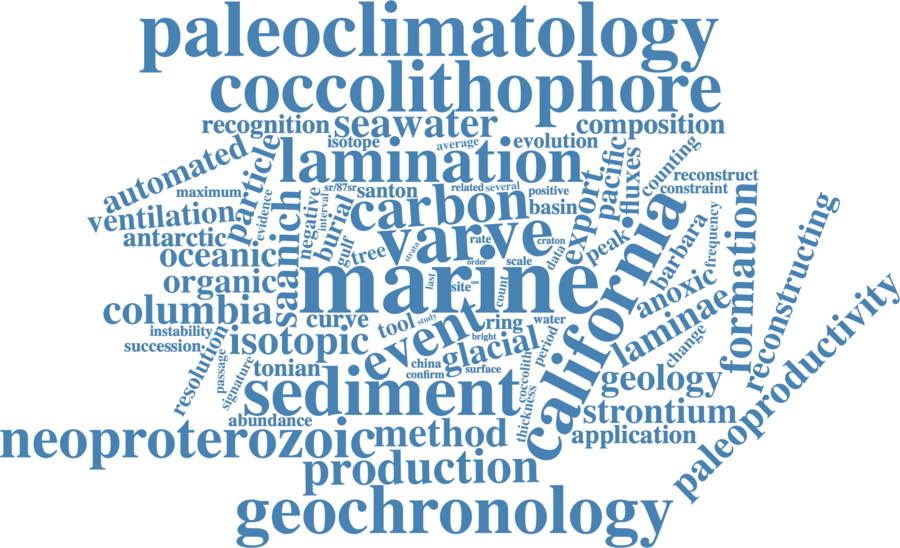 paleoclimatology
coccolithophore
recognition
seawater
composition
isotope
average
evolution
automated
particle
lamination
pacific
fluxes
counting
reconstruct
constraint
maximum
evidence
sr/87sr
santon
related
several
positive
export
ventilation
saanich
negative
interval
burial
carbon
basin
antarctic
gulf
tree
strata
varve
rate
craton
data
peak
california
barbara
frequency
formation
reconstructing
oceanic
order
scale
organic
marine
last
site
count
anoxic
columbia
curve
tool
study
ring
water
laminae
instability
succession
isotopic
event
bright
glacial
period
change
paleoproductivity
resolution
passage
signature
tonian
china
confirm
surface
coccolith
thickness
geology
sediment
abundance
strontium
neoproterozoic
method
application
production
geochronology